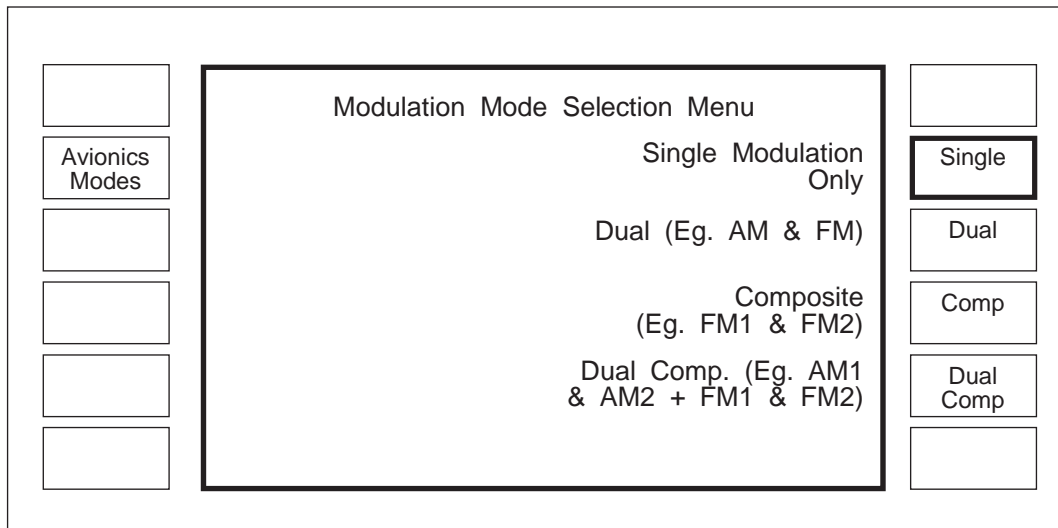 Modulation Mode Selection Menu
Avionics
Modes
Single Modulation
Only
Single
Dual (Eg. AM & FM)
Dual
Composite
(Eg. FM1 & FM2)
Comp
Dual Comp. (Eg. AM1
& AM2 + FM1 & FM2)
Dual
Comp